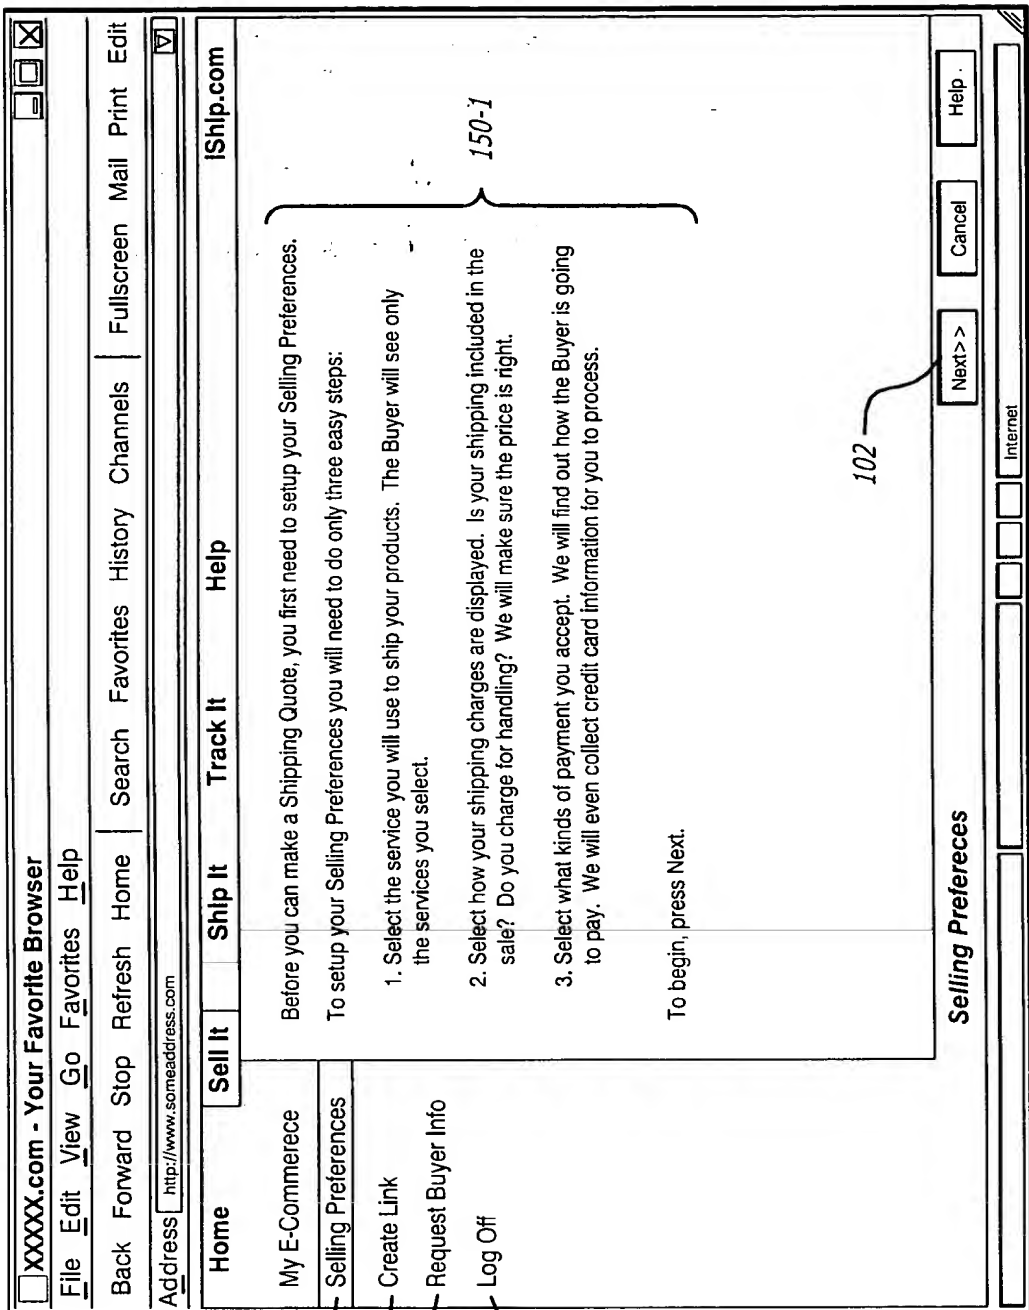 XXXXX.com - Your Favorite Browser
File Edit View Go Favorites Help
Back Forward Stop Refresh Home Search Favorites History Channels Fullscreen Mail Print Edit
Address http://www.someaddress.com
Home Sell It Ship It Track It Help IShIp.com
My E-Commerece
Selling Preferences
Create Link
Request Buyer Info
Log Off
Before you can make a Shipping Quote, you first need to setup your Selling Preferences.
To setup your Selling Preferences you will need to do only three easy steps:
1. Select the service you will use to ship your products. The Buyer will see only
the services you select.
2. Select how your shipping charges are displayed. Is your shipping included in the
sale? Do you charge for handling? We will make sure the price is right.
3. Select what kinds of payment you accept. We will find out how the Buyer is going
to pay. We will even collect credit card information for you to process.
To begin, press Next.
150-1
102
Selling Prefereces
Next>> Cancel Help
Internet